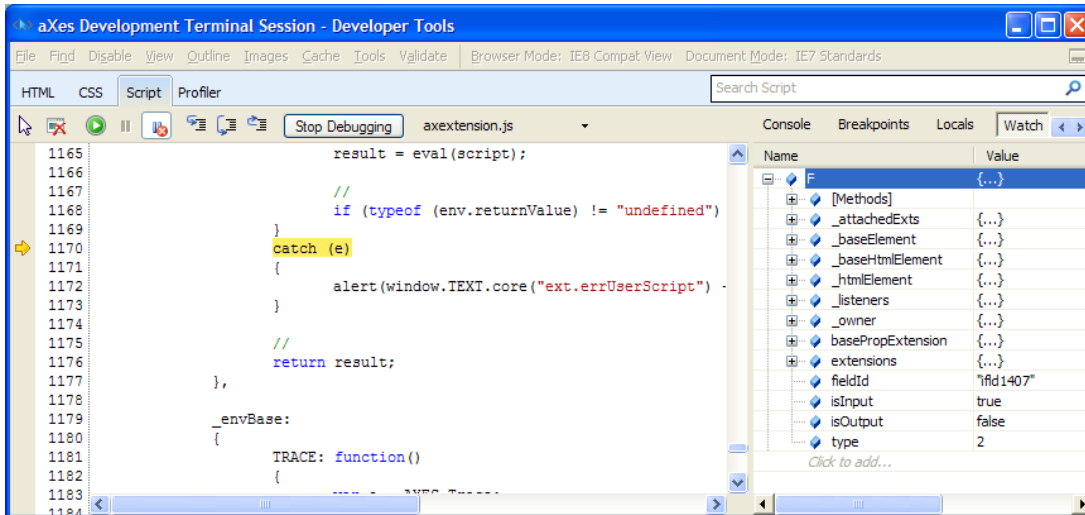 aXes Development Terminal Session - Developer Tools
File Find Disable View Outline Images Cache Tools Validate Browser Mode: IE8 Compat View Document Mode: IE7 Standards
HTML CSS Script Profiler Search Script
Stop Debugging axextension.js Console Breakpoints Locals Watch
Name Value
1165 result = eval(script);
1166
1167 //
1168 if (typeof (env.returnValue) != "undefined")
1169 }
1170 catch (e)
1171 {
1172 alert(window.TEXT.core("ext.errUserScript")
1173 }
1174
1175 //
1176 return result;
1177 },
1178
1179 _envBase:
1180 {
1181 TRACE: function()
1182 {
1183
1184
F {...}
[Methods]
_attachedExts {...}
_baseElement {...}
_baseHtmlElement {...}
_htmlElement {...}
_listeners {...}
_owner {...}
basePropExtension {...}
extensions {...}
fieldId "ifld1407"
isInput true
isOutput false
type 2
Click to add...